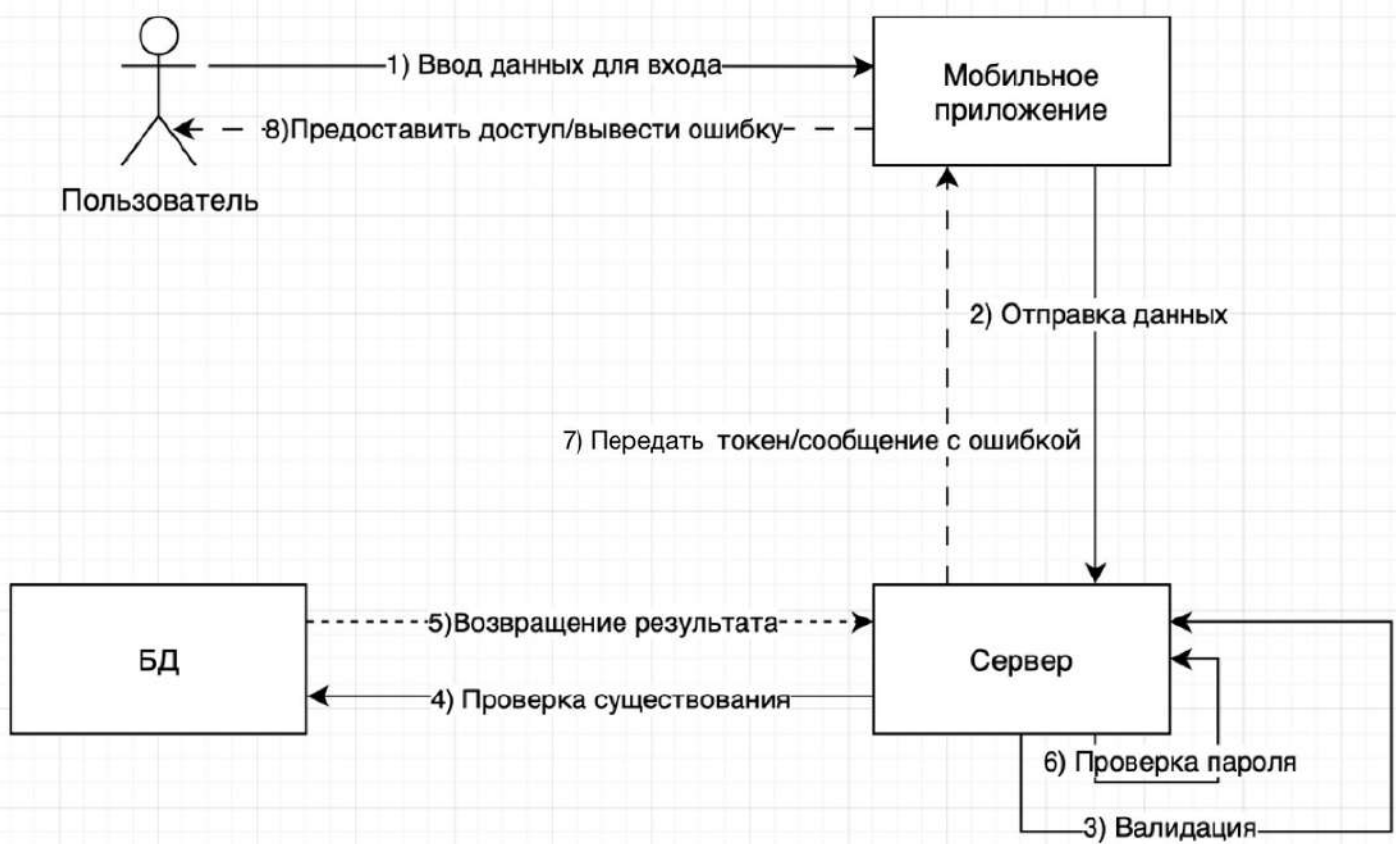 1) Ввод данных для входа
Мобильное
приложение
8)Предоставить доступ/вывести ошибку
Пользователь
2) Отправка данных
7) Передать токен/сообщение с ошибкой
5)Возвращение результата
БД
Сервер
4) Проверка существования
6) Проверка пароля
3) Валидация